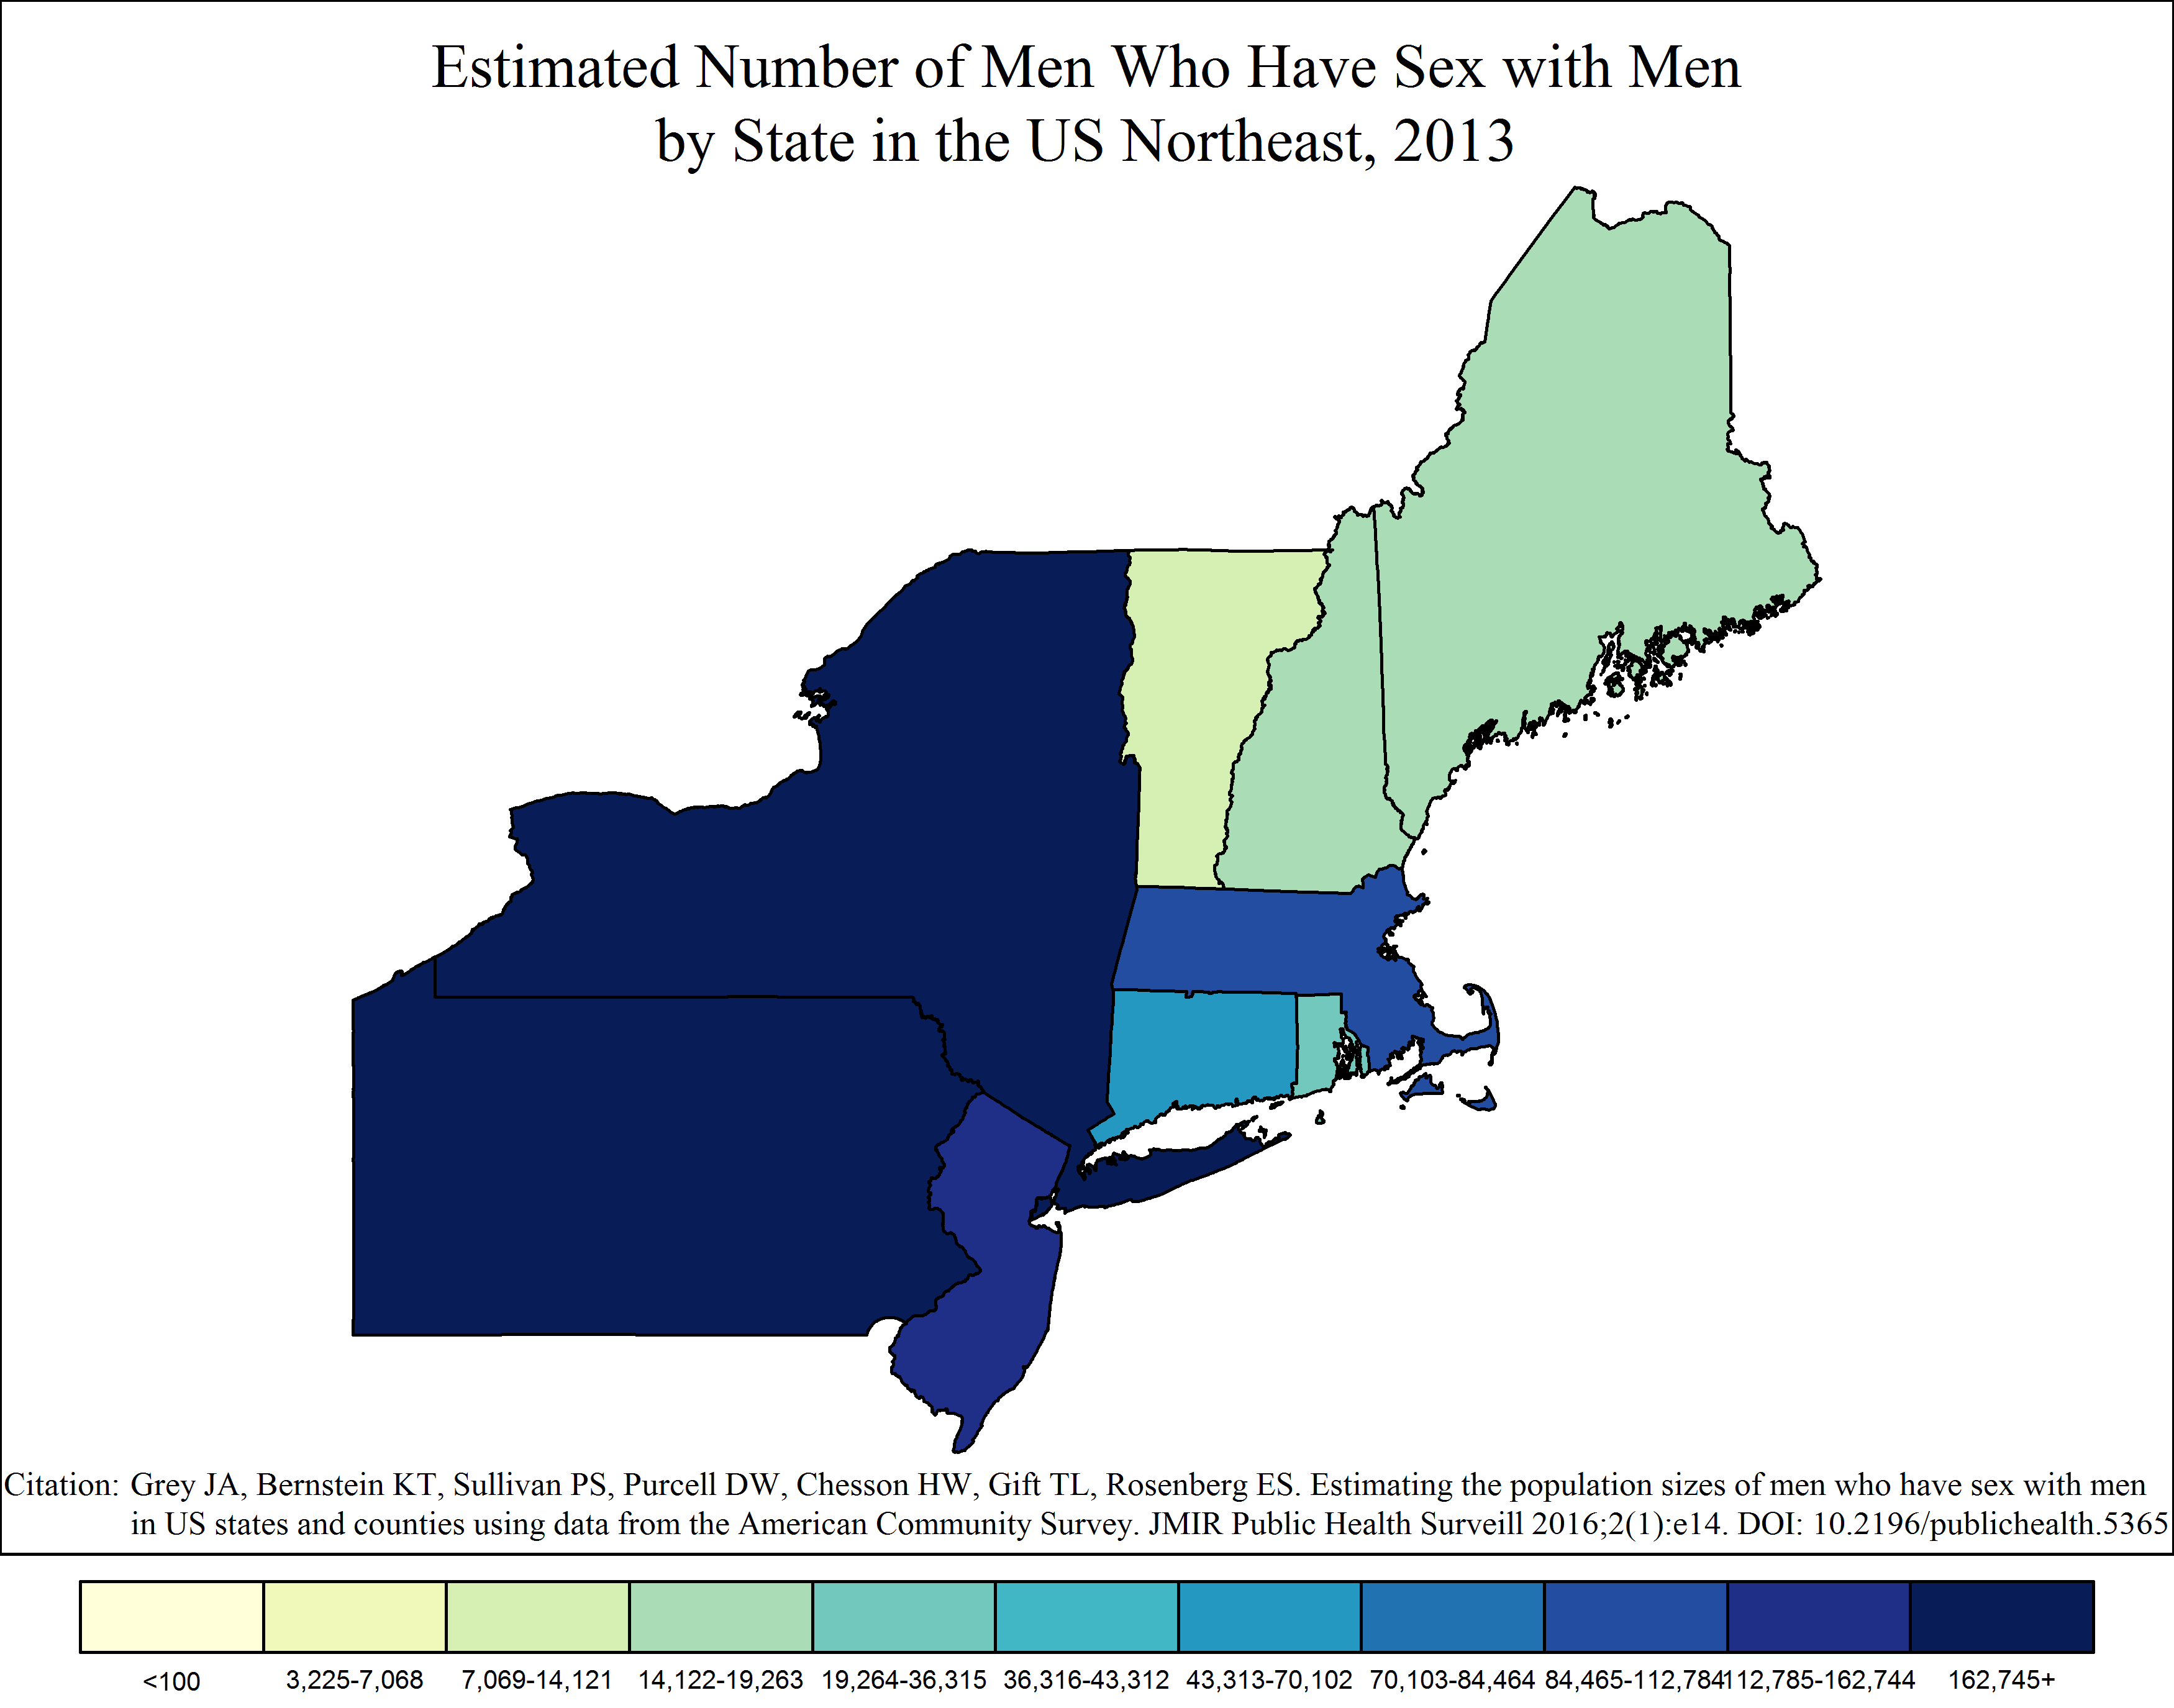 Estimated Number of Men Who Have Sex with Men
by State in the US Northeast, 2013
Citation: Grey JA, Bernstein KT, Sullivan PS, Purcell DW, Chesson HW, Gift TL, Rosenberg ES. Estimating the population sizes of men who have sex with men
in US states and counties using data from the American Community Survey. JMIR Public Health Surveill 2016;2(1):e14. DOI: 10.2196/publichealth.5365
<100 3,225-7,068 7,069-14,121 14,122-19,263 19,264-36,315 36,316-43,312 43,313-70,102 70,103-84,464 84,465-112,784 112,785-162,744 162,745+